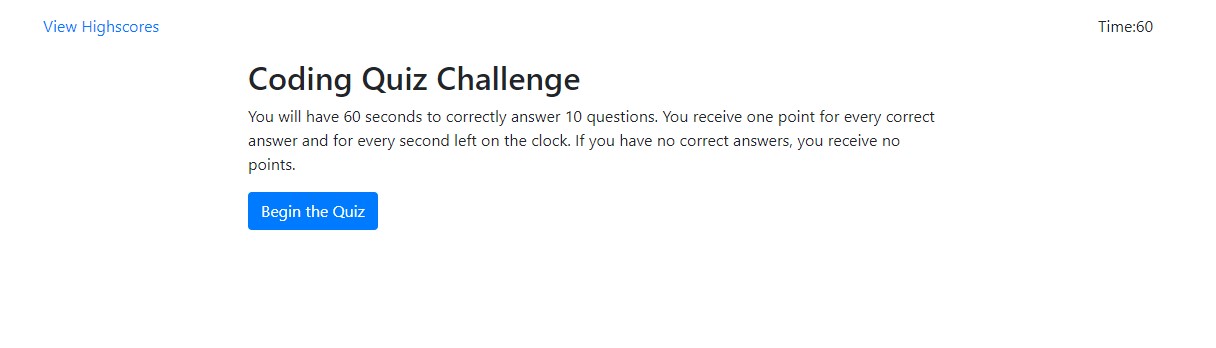 View Highscores
Time:60
Coding Quiz Challenge
You will have 60 seconds to correctly answer 10 questions. You receive one point for every correct
answer and for every second left on the clock. If you have no correct answers, you receive no
points.
Begin the Quiz